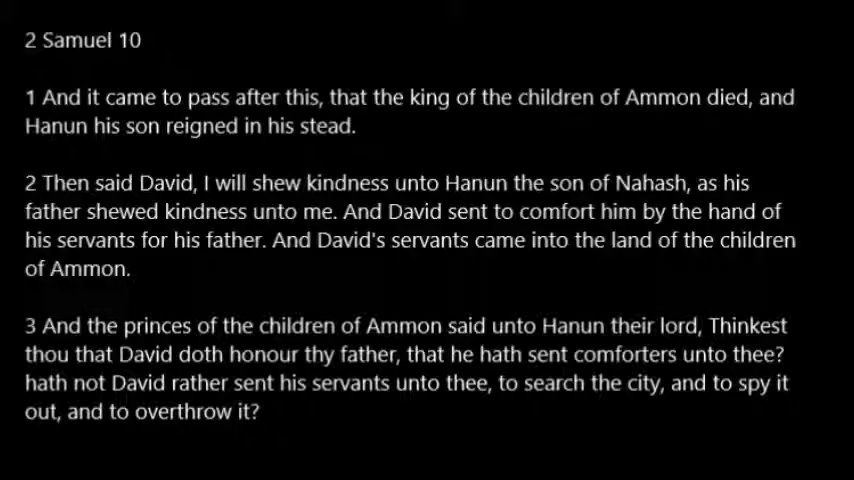 2 Samuel 10
1 And it came to pass after this, that the king of the children of Ammon died, and
Hanun his son reigned in his stead.
2 Then said David, I will shew kindness unto Hanun the son of Nahash, as his
father shewed kindness unto me. And David sent to comfort him by the hand of
his servants for his father. And David's servants came into the land of the children
of Ammon.
3 And the princes of the children of Ammon said unto Hanun their lord, Thinkest
thou that David doth honour thy father, that he hath sent comforters unto thee?
hath not David rather sent his servants unto thee, to search the city, and to spy it
out, and to overthrow it?